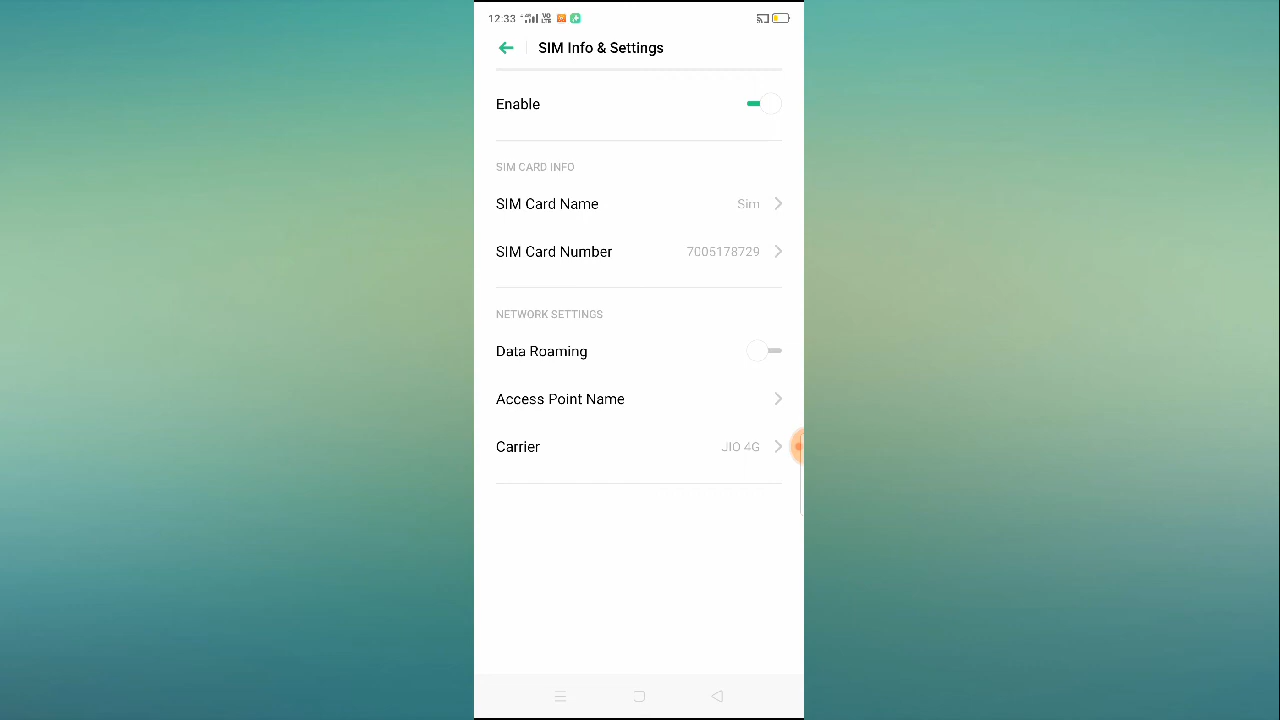 12:33
SIM Info & Settings
Enable
SIM CARD INFO
SIM Card Name Sim
SIM Card Number 7005178729
NETWORK SETTINGS
Data Roaming
Access Point Name
Carrier JIO 4G